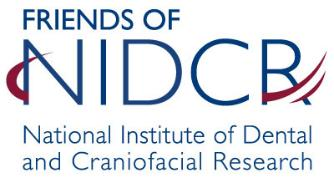 FRIENDS OF
NIDCR
National Institute of Dental
and Craniofacial Research